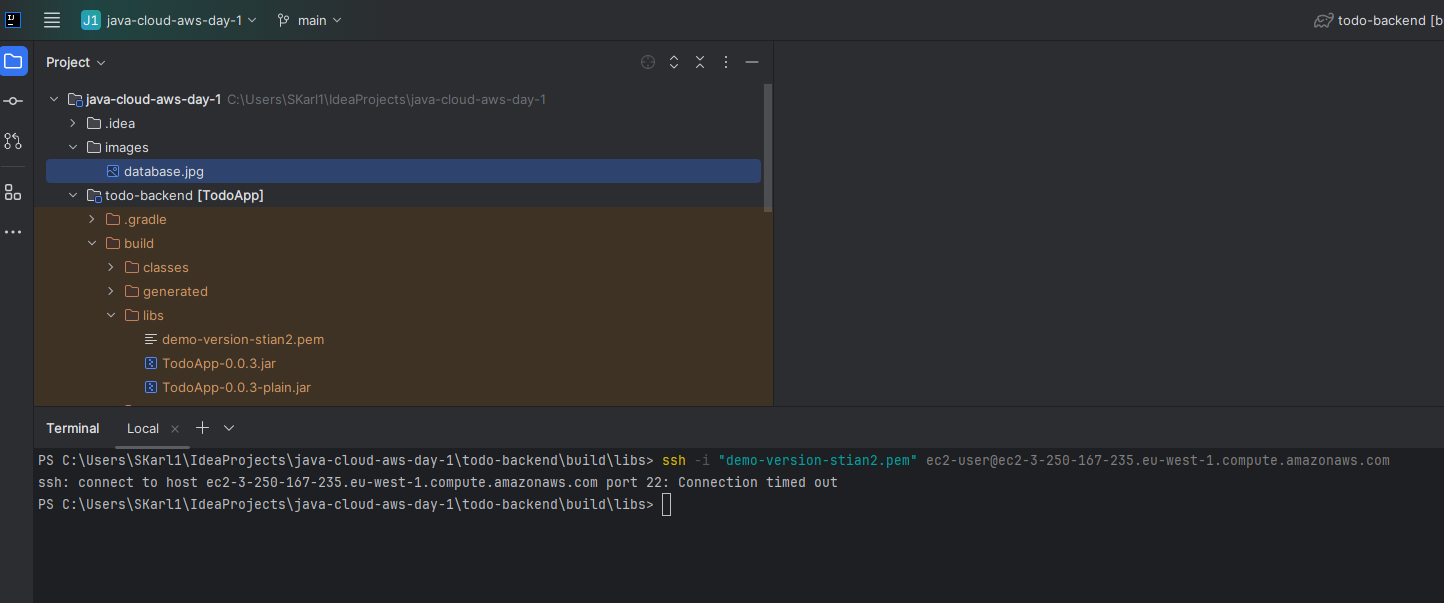 J1 java-cloud-aws-day-1 main todo-backend [b
Project
java-cloud-aws-day-1 C:\Users\SKarl1\IdeaProjects\java-cloud-aws-day-1
.idea
images
database.jpg
todo-backend [TodoApp]
.gradle
build
classes
generated
libs
demo-version-stian2.pem
TodoApp-0.0.3.jar
TodoApp-0.0.3-plain.jar
Terminal Local
PS C:\Users\SKarl1\IdeaProjects\java-cloud-aws-day-1\todo-backend\build\libs> ssh -i "demo-version-stian2.pem" ec2-user@ec2-3-250-167-235.eu-west-1.compute.amazonaws.com
ssh: connect to host ec2-3-250-167-235.eu-west-1.compute.amazonaws.com port 22: Connection timed out
PS C:\Users\SKarl1\IdeaProjects\java-cloud-aws-day-1\todo-backend\build\libs>